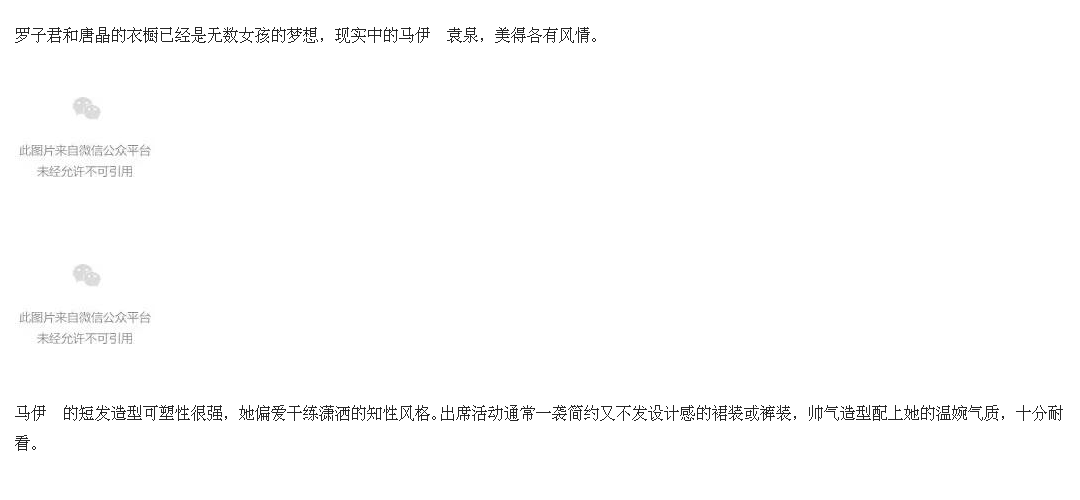 罗子君和唐晶的衣橱已经是无数女孩的梦想，现实中的马伊　袁泉，美得各有风情。
此图片来自微信公众平台
未经允许不可引用
此图片来自微信公众平台
未经允许不可引用
马伊　的短发造型可塑性很强，她偏爱干练潇洒的知性风格。出席活动通常一袭简约又不发设计感的裙装或裤装，帅气造型配上她的温婉气质，十分耐
看。